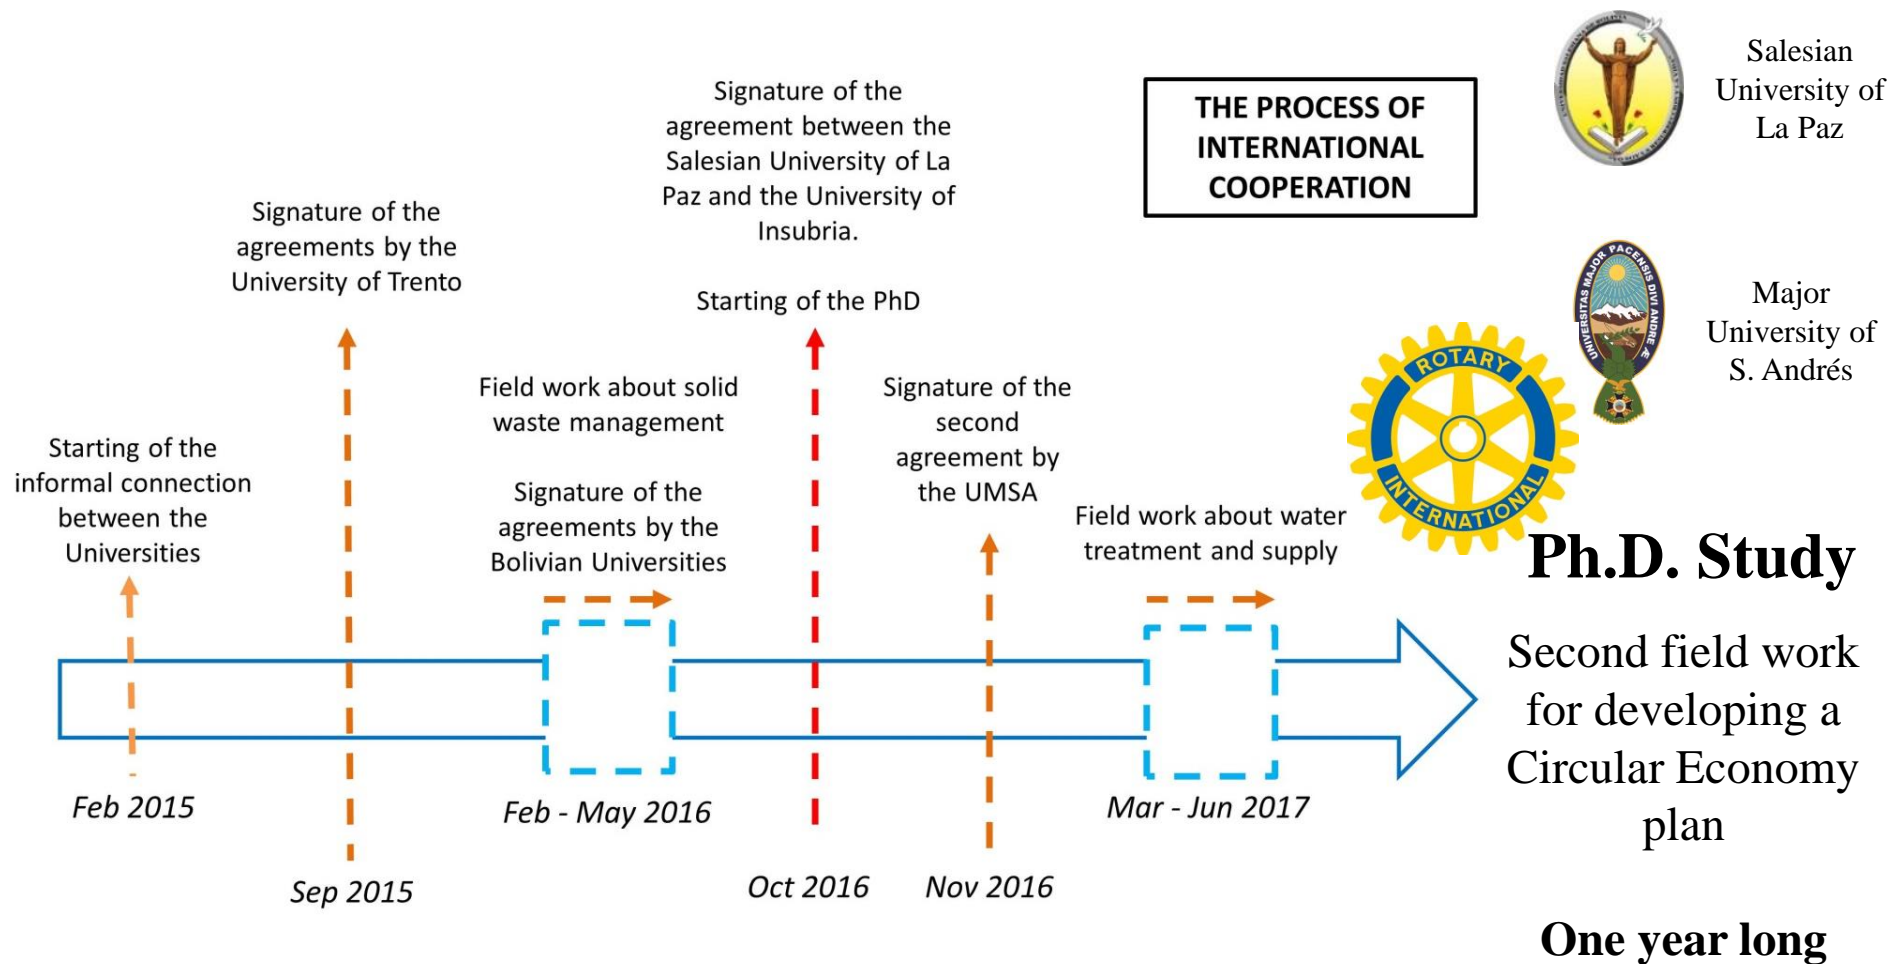 Salesian
University of
La Paz
THE PROCESS OF
INTERNATIONAL
COOPERATION
Signature of the
agreement between the
Salesian University of La
Paz and the University of
Insubria.
Starting of the PhD
Signature of the
agreements by the
University of Trento
Major
University of
S. Andrés
UNIVERSITAS MAJOR PACENSIS DIVI ANDRE Æ
ROTARY
INTERNATIONAL
Field work about solid
waste management
Signature of the
agreements by the
Bolivian Universities
Signature of the
second
agreement by
the UMSA
Starting of the
informal connection
between the
Universities
Field work about water
treatment and supply
Ph.D. Study
Second field work
for developing a
Circular Economy
plan
One year long
Feb 2015
Sep 2015
Feb - May 2016
Oct 2016
Nov 2016
Mar - Jun 2017